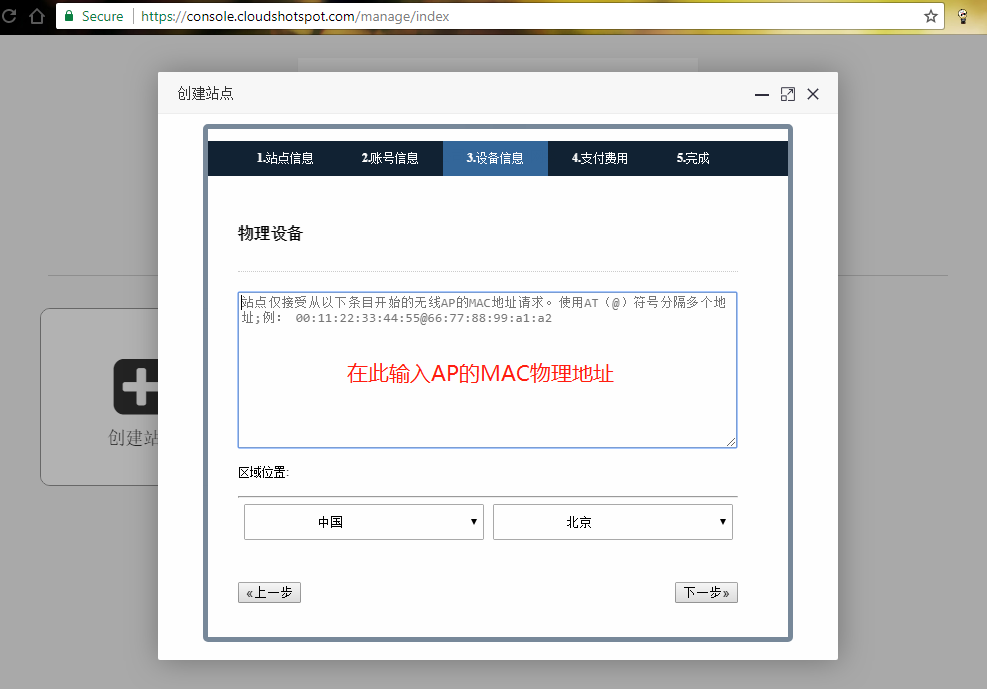 Secure https://console.cloudshotspot.com/manage/index
创建站点
1.站点信息 2.账号信息 3.设备信息 4.支付费用 5.完成
物理设备
站点仅接受从以下条目开始的无线AP的MAC地址请求。使用AT（@）符号分隔多个地
址;例： 00:11:22:33:44:55@66:77:88:99:a1:a2
在此输入AP的MAC物理地址
创建站
区域位置:
中国 北京
«上一步 下一步»